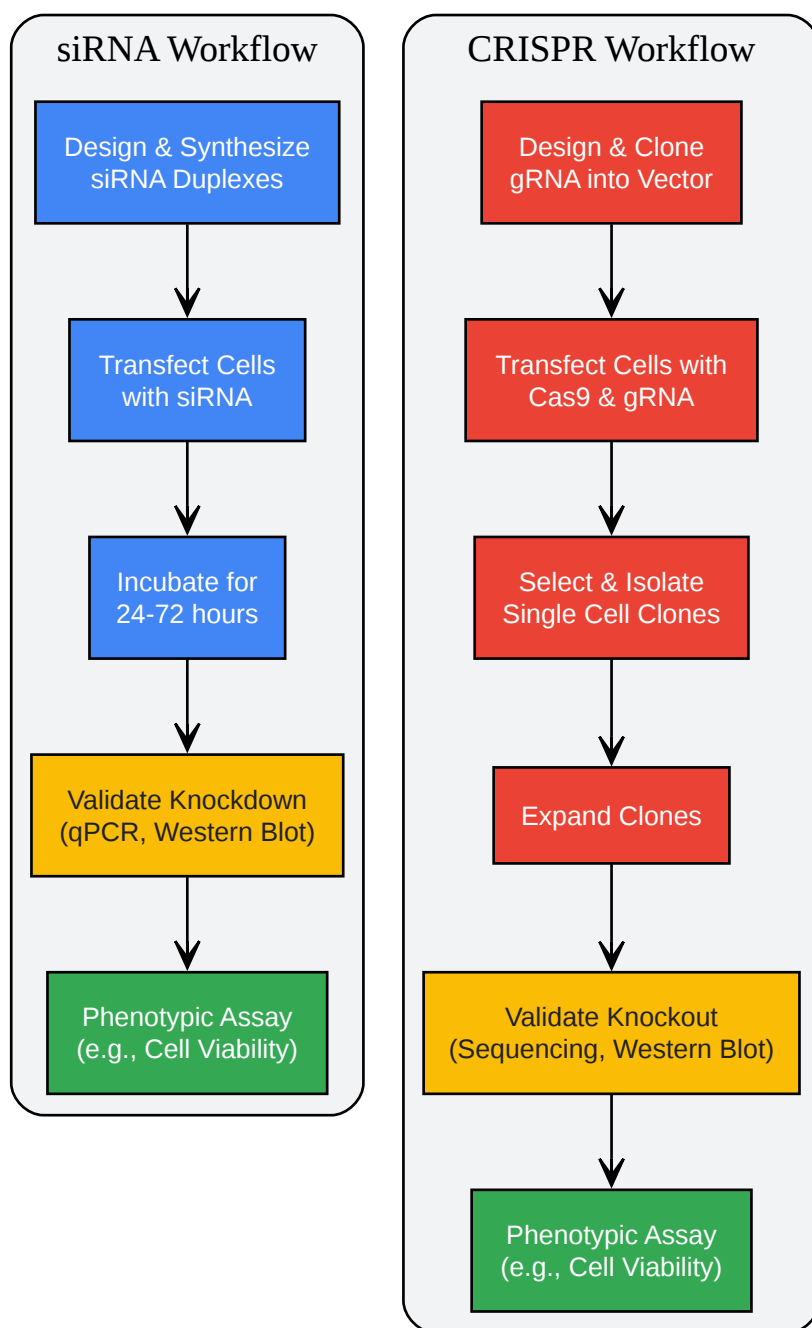 siRNA Workflow
Design & Synthesize
siRNA Duplexes
Transfect Cells
with siRNA
Incubate for
24-72 hours
Validate Knockdown
(qPCR, Western Blot)
Phenotypic Assay
(e.g., Cell Viability)
CRISPR Workflow
Design & Clone
gRNA into Vector
Transfect Cells with
Cas9 & gRNA
Select & Isolate
Single Cell Clones
Expand Clones
Validate Knockout
(Sequencing, Western Blot)
Phenotypic Assay
(e.g., Cell Viability)